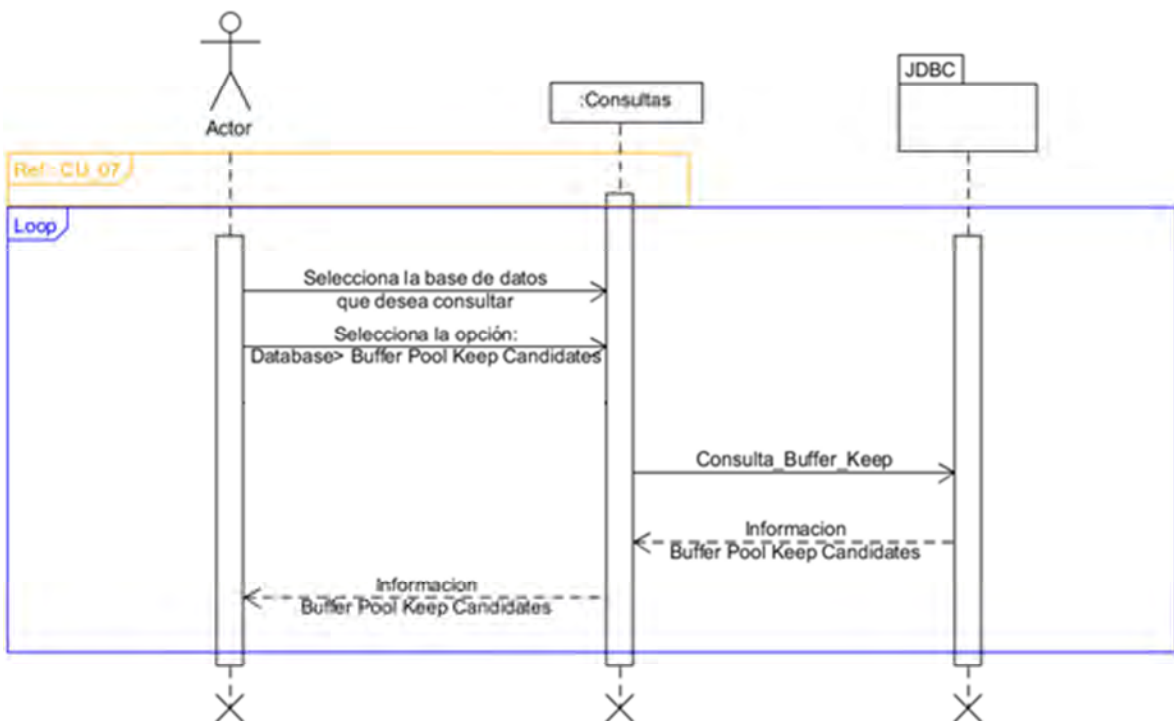 JDBC
:Consultas
Actor
Ref: CU_07
Loop
Selecciona la base de datos
que desea consultar
Selecciona la opción:
Database> Buffer Pool Keep Candidates
Consulta_Buffer_Keep
Informacion
Buffer Pool Keep Candidates
Informacion
Buffer Pool Keep Candidates